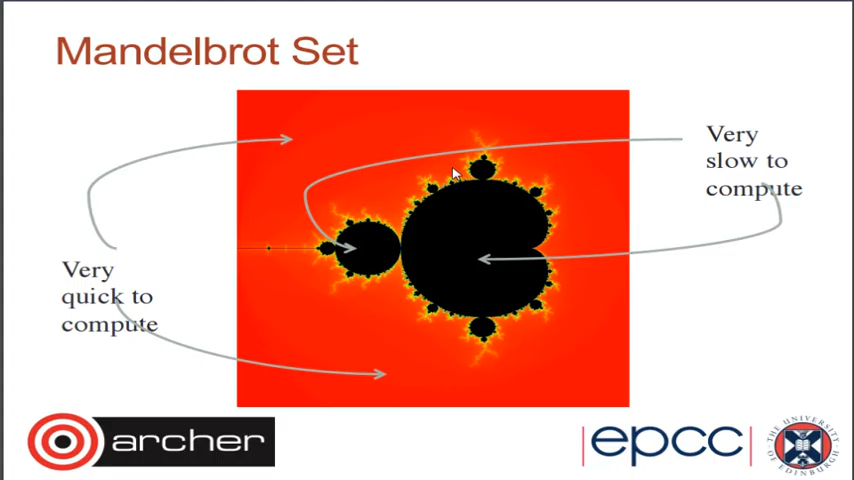 Mandelbrot Set
Very
slow to
compute
Very
quick to
compute
archer
epcc
THE UNIVERSITY
OF EDINBURGH